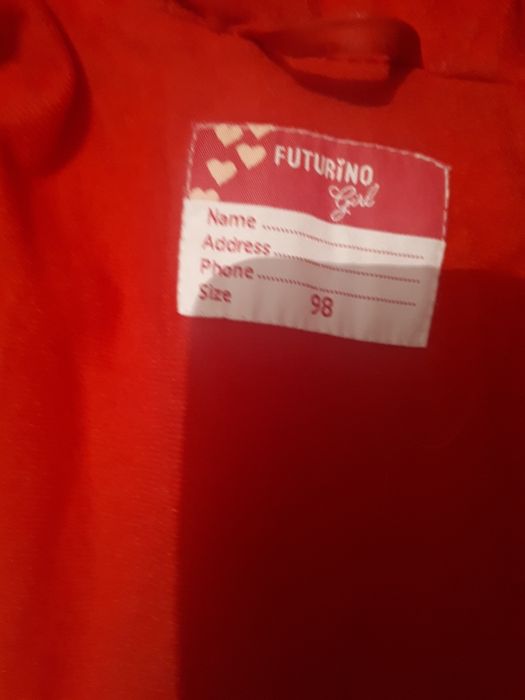 FUTURiNO
Girl
Name ........................................
Address ........................................
Phone ........................................
Size 98